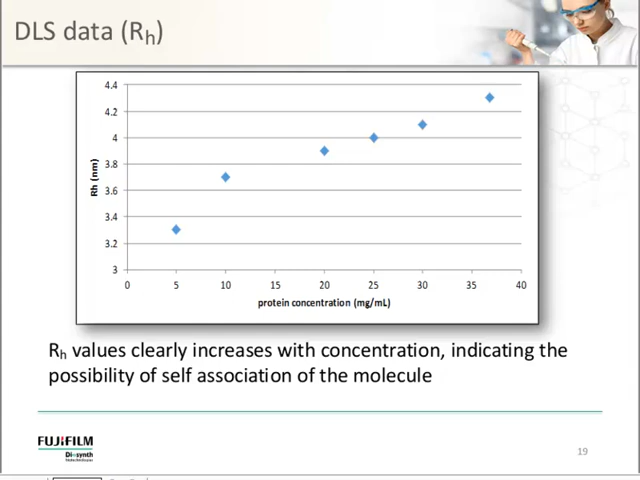 DLS data (Rh)
4.4
4.2
4
3.8
3.6
3.4
3.2
3
Rh (nm)
0 5 10 15 20 25 30 35 40
protein concentration (mg/mL)
Rh values clearly increases with concentration, indicating the
possibility of self association of the molecule
FUJIFILM
Diosynth
19